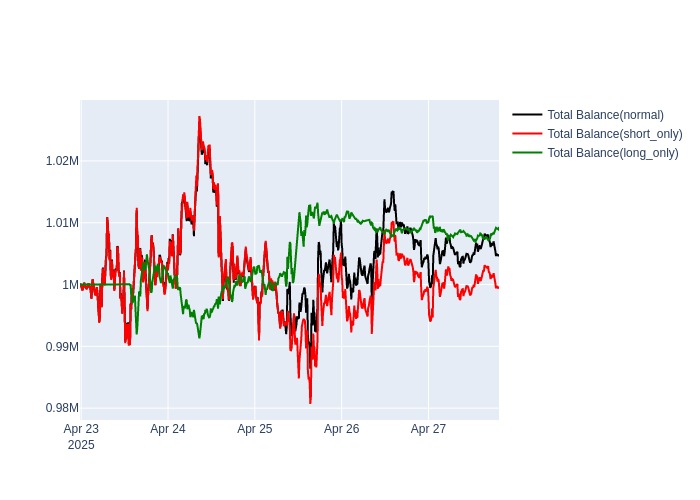 Total Balance(normal)
Total Balance(short_only)
Total Balance(long_only)
1.02M
1.01M
1M
0.99M
0.98M
Apr 23 Apr 24 Apr 25 Apr 26 Apr 27
2025